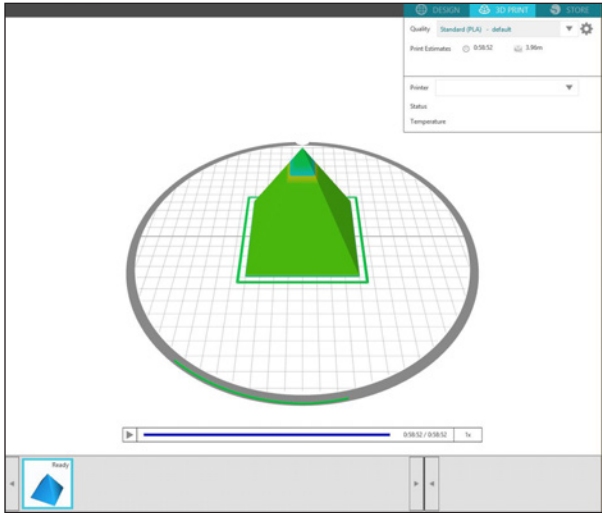 DESIGN 3D PRINT STORE
Quality Standard (PLA) - default
Print Estimates 0:58:52 3.86m
Printer
Status
Temperature
0:58:52 / 0:58:52 1x
Ready